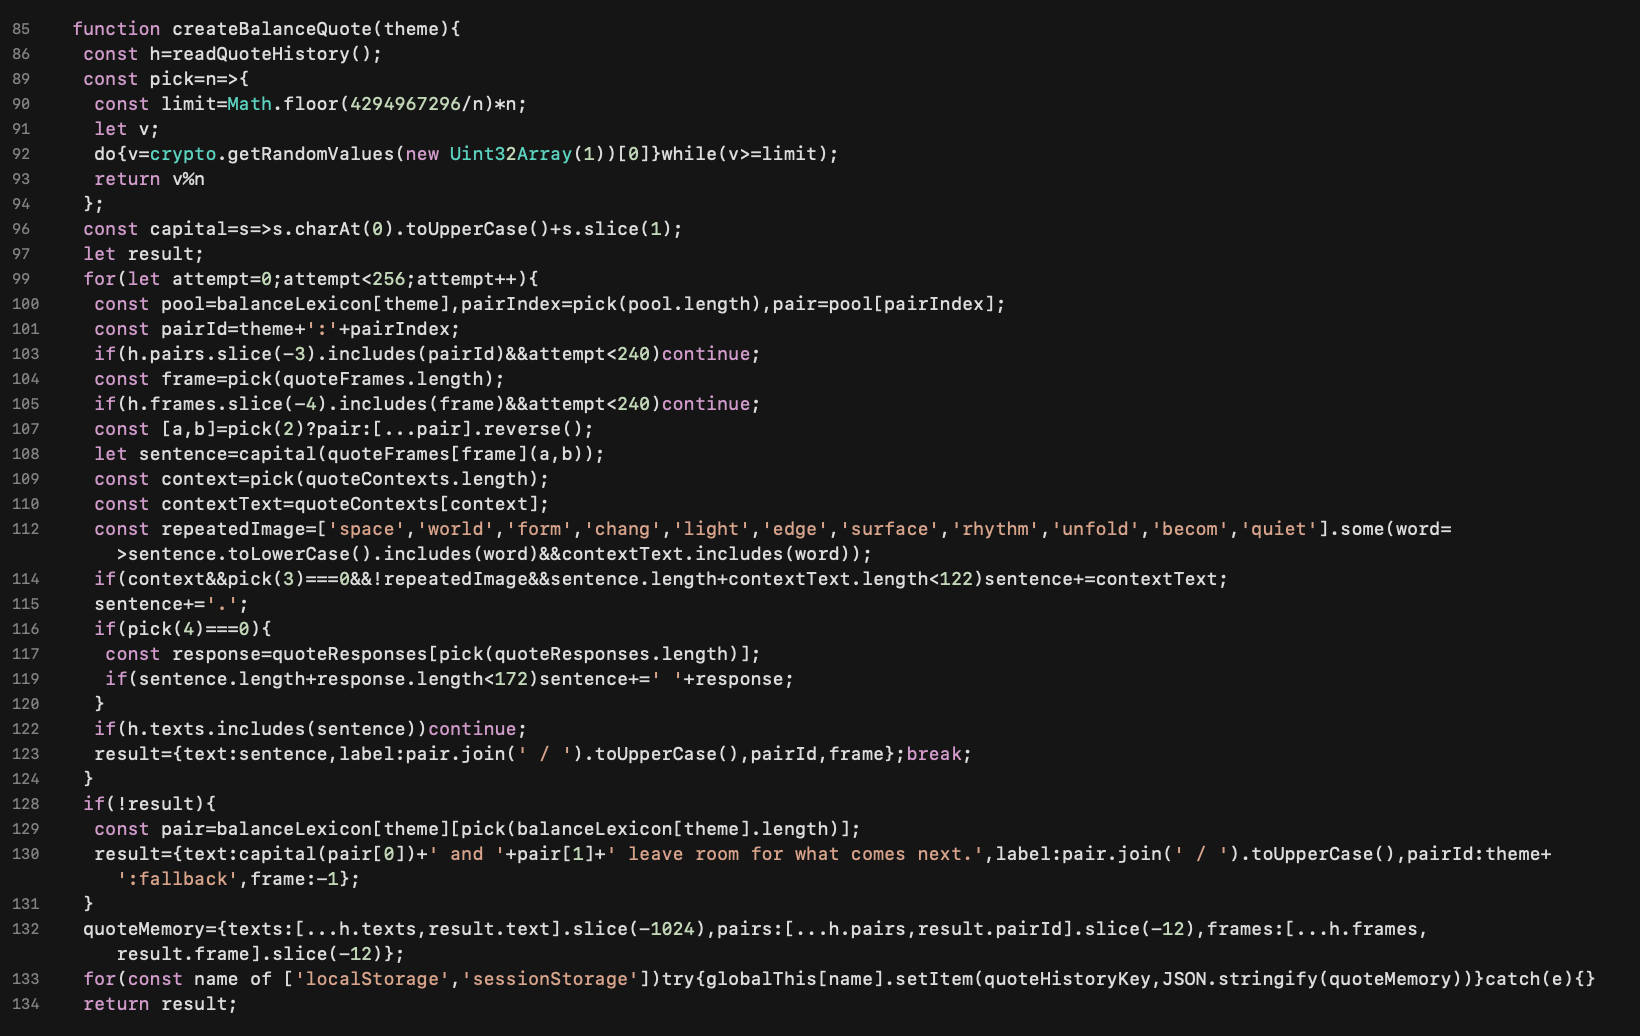 85 function createBalanceQuote(theme){
86 const h=readQuoteHistory();
89 const pick=n=>{
90 const limit=Math.floor(4294967296/n)*n;
91 let v;
92 do{v=crypto.getRandomValues(new Uint32Array(1))[0]}while(v>=limit);
93 return v%n
94 };
96 const capital=s=>s.charAt(0).toUpperCase()+s.slice(1);
97 let result;
99 for(let attempt=0;attempt<256;attempt++){
100 const pool=balanceLexicon[theme],pairIndex=pick(pool.length),pair=pool[pairIndex];
101 const pairId=theme+':'+pairIndex;
103 if(h.pairs.slice(-3).includes(pairId)&&attempt<240)continue;
104 const frame=pick(quoteFrames.length);
105 if(h.frames.slice(-4).includes(frame)&&attempt<240)continue;
107 const [a,b]=pick(2)?pair:[...pair].reverse();
108 let sentence=capital(quoteFrames[frame](a,b));
109 const context=pick(quoteContexts.length);
110 const contextText=quoteContexts[context];
112 const repeatedImage=['space','world','form','chang','light','edge','surface','rhythm','unfold','becom','quiet'].some(word=
>sentence.toLowerCase().includes(word)&&contextText.includes(word));
114 if(context&&pick(3)===0&&!repeatedImage&&sentence.length+contextText.length<122)sentence+=contextText;
115 sentence+='.';
116 if(pick(4)===0){
117 const response=quoteResponses[pick(quoteResponses.length)];
119 if(sentence.length+response.length<172)sentence+=' '+response;
120 }
122 if(h.texts.includes(sentence))continue;
123 result={text:sentence,label:pair.join(' / ').toUpperCase(),pairId,frame};break;
124 }
128 if(!result){
129 const pair=balanceLexicon[theme][pick(balanceLexicon[theme].length)];
130 result={text:capital(pair[0])+' and '+pair[1]+' leave room for what comes next.',label:pair.join(' / ').toUpperCase(),pairId:theme+
':fallback',frame:-1};
131 }
132 quoteMemory={texts:[...h.texts,result.text].slice(-1024),pairs:[...h.pairs,result.pairId].slice(-12),frames:[...h.frames,
result.frame].slice(-12)};
133 for(const name of ['localStorage','sessionStorage'])try{globalThis[name].setItem(quoteHistoryKey,JSON.stringify(quoteMemory))}catch(e){}
134 return result;